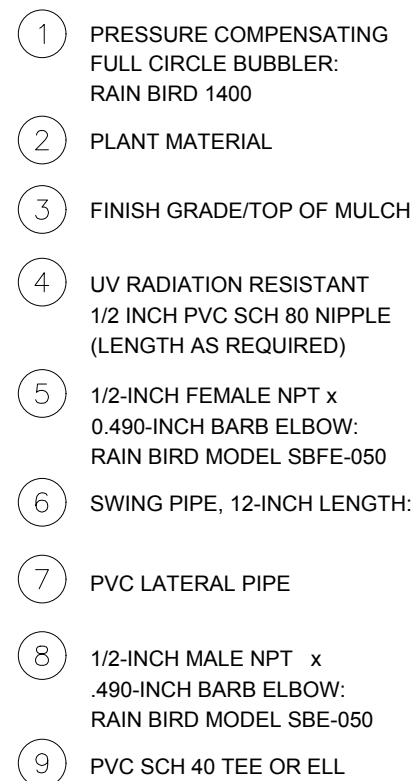 1 PRESSURE COMPENSATING
FULL CIRCLE BUBBLER:
RAIN BIRD 1400
2 PLANT MATERIAL
3 FINISH GRADE/TOP OF MULCH
4 UV RADIATION RESISTANT
1/2 INCH PVC SCH 80 NIPPLE
(LENGTH AS REQUIRED)
5 1/2-INCH FEMALE NPT x
0.490-INCH BARB ELBOW:
RAIN BIRD MODEL SBFE-050
6 SWING PIPE, 12-INCH LENGTH:
7 PVC LATERAL PIPE
8 1/2-INCH MALE NPT x
.490-INCH BARB ELBOW:
RAIN BIRD MODEL SBE-050
9 PVC SCH 40 TEE OR ELL